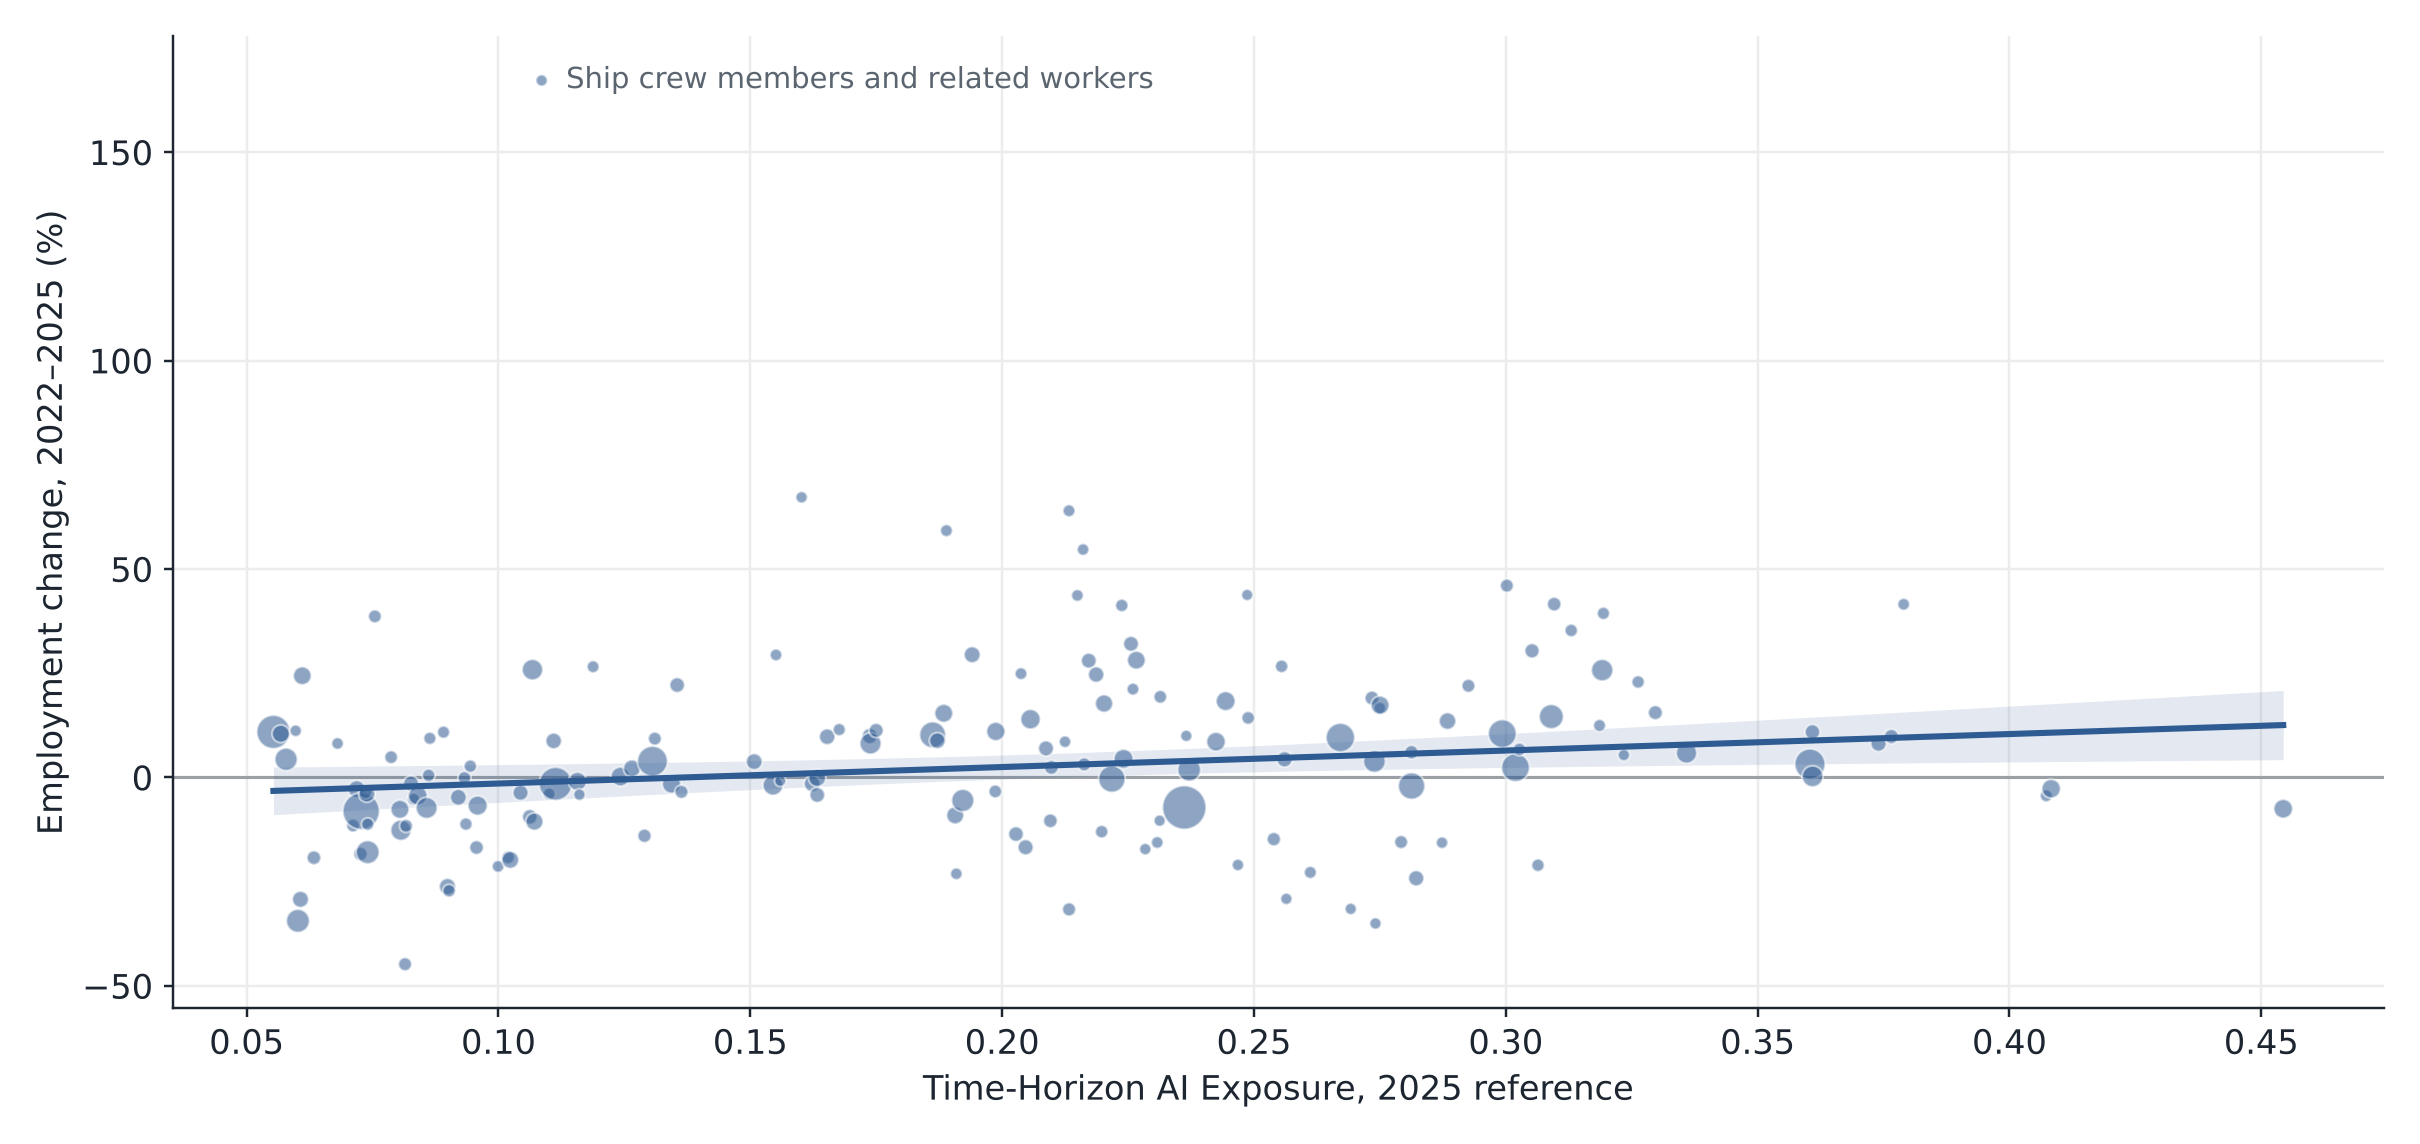 Ship crew members and related workers
150
100
50
0
−50
Employment change, 2022–2025 (%)
0.05 0.10 0.15 0.20 0.25 0.30 0.35 0.40 0.45
Time-Horizon AI Exposure, 2025 reference